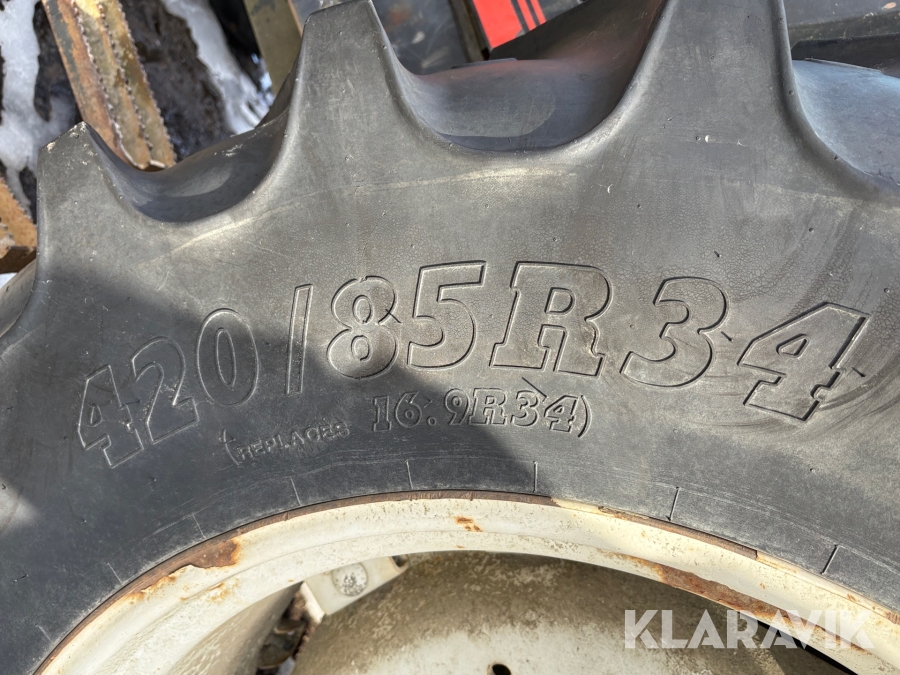 420/85R34
(REPLACES 16.9R34)
KLARAVIK